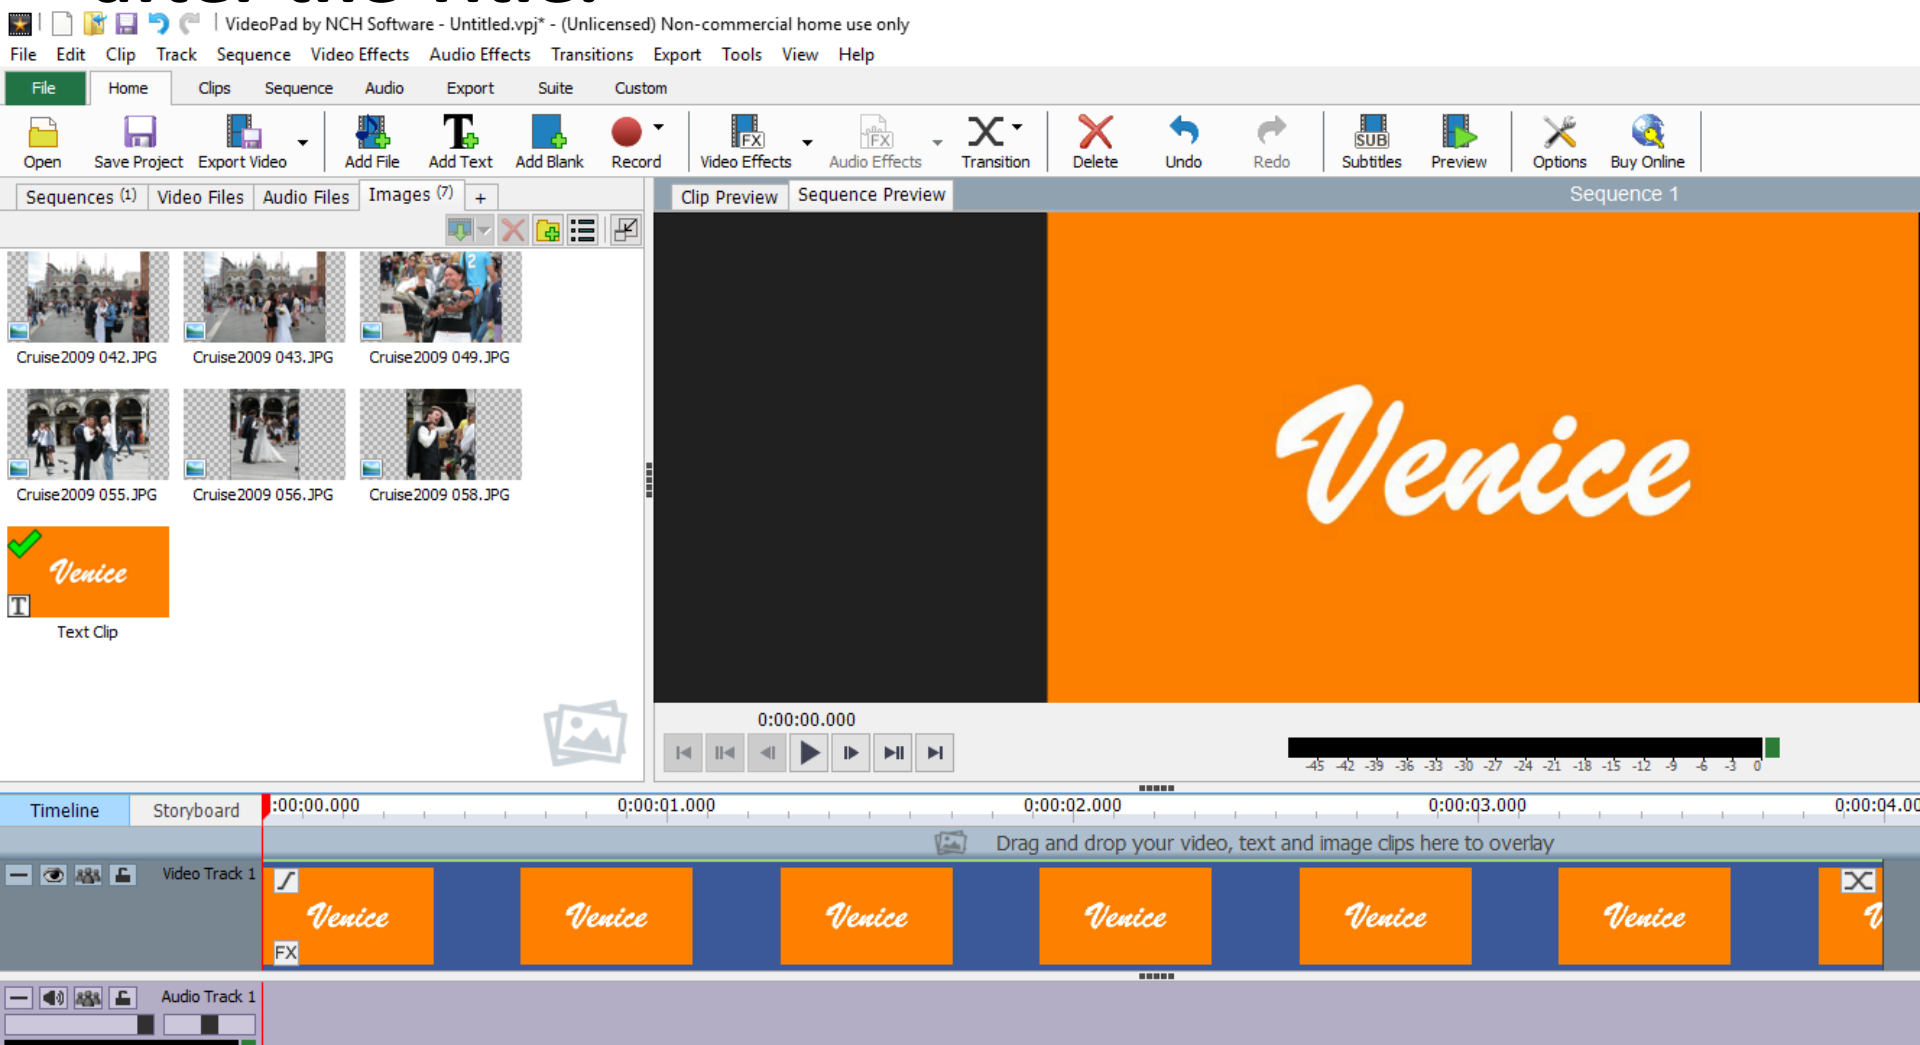 after the Title.
VideoPad by NCH Software - Untitled.vpj* - (Unlicensed) Non-commercial home use only
File Edit Clip Track Sequence Video Effects Audio Effects Transitions Export Tools View Help
File Home Clips Sequence Audio Export Suite Custom
Open Save Project Export Video Add File Add Text Add Blank Record Video Effects Audio Effects Transition Delete Undo Redo Subtitles Preview Options Buy Online
Sequences (1) Video Files Audio Files Images (7) +
Clip Preview Sequence Preview Sequence 1
Cruise2009 042.JPG Cruise2009 043.JPG Cruise2009 049.JPG
Cruise2009 055.JPG Cruise2009 056.JPG Cruise2009 058.JPG
Venice
T
Text Clip
Venice
0:00:00.000
-45 -42 -39 -36 -33 -30 -27 -24 -21 -18 -15 -12 -9 -6 -3 0
Timeline Storyboard :00:00.000 0:00:01.000 0:00:02.000 0:00:03.000 0:00:04.00
Drag and drop your video, text and image clips here to overlay
Video Track 1
Venice Venice Venice Venice Venice Venice V
FX
Audio Track 1